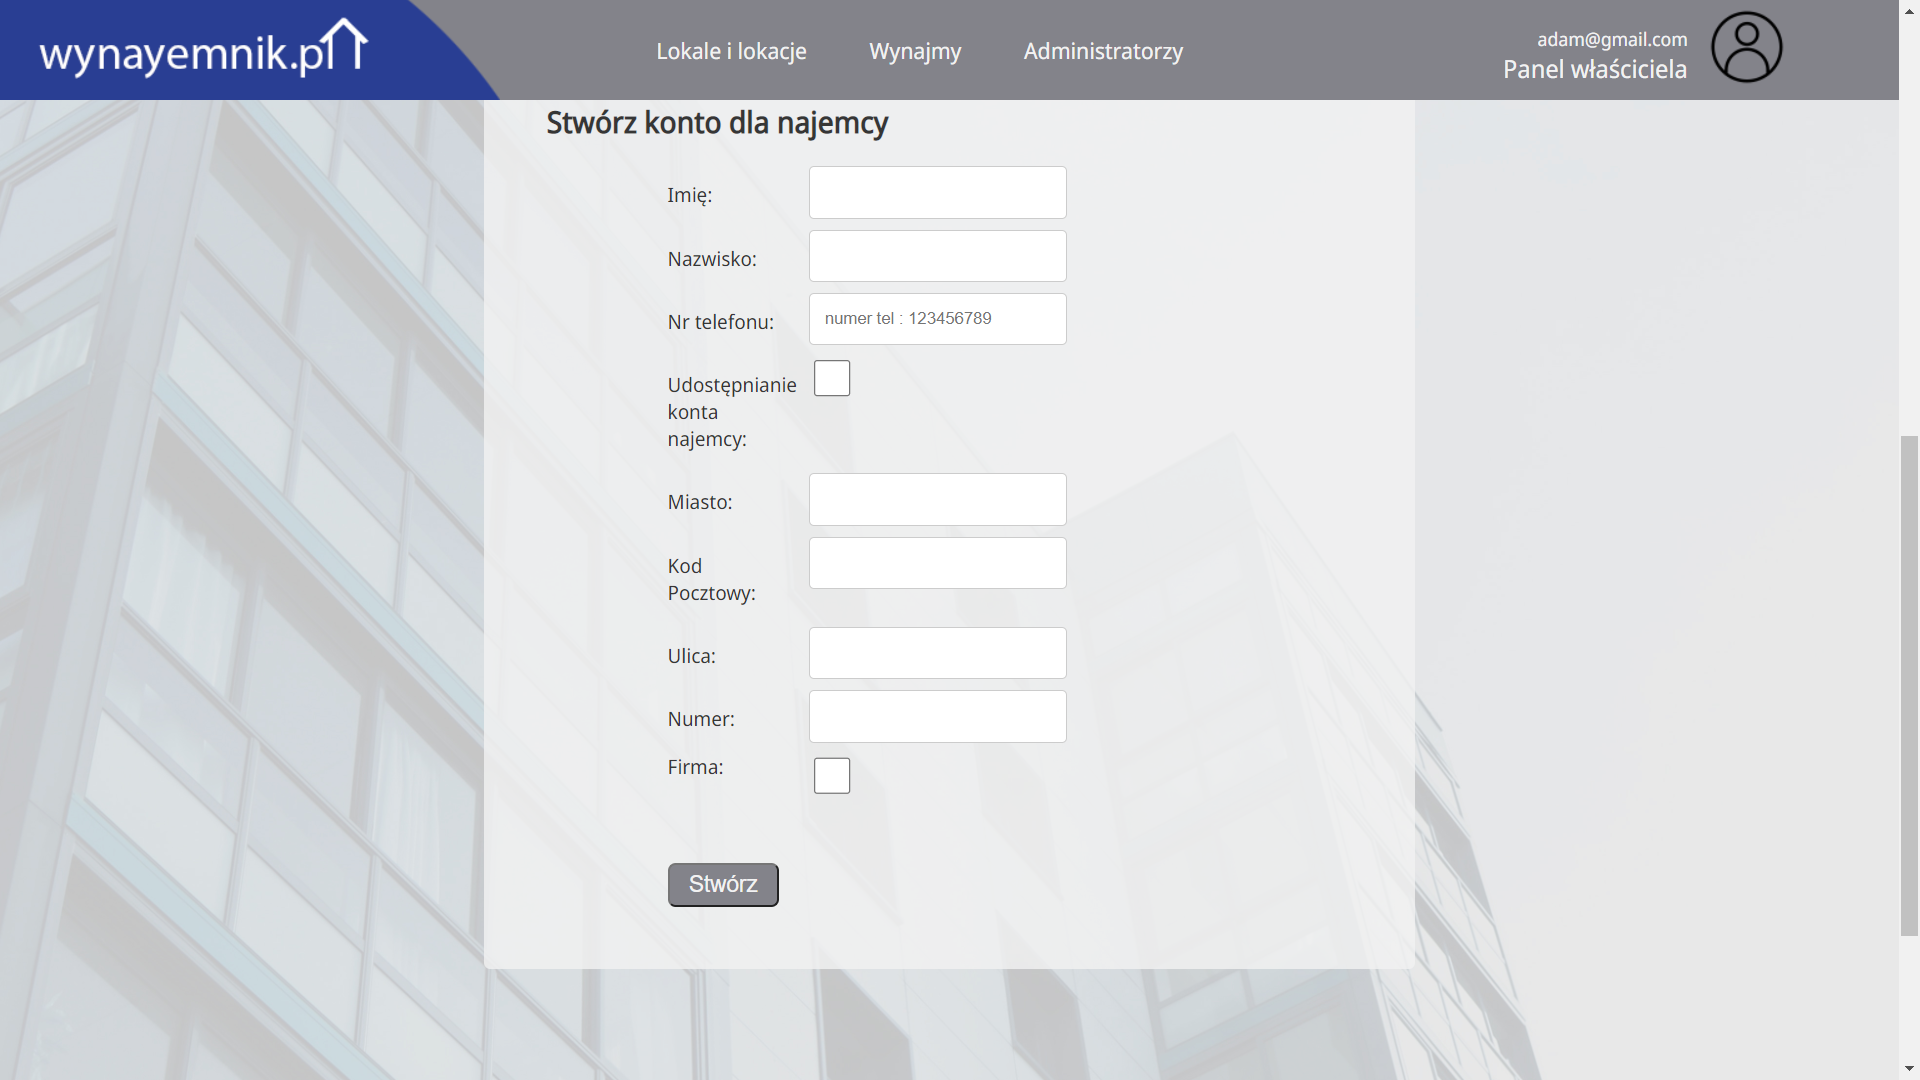 wynayemnik.pl
Lokale i lokacje
Wynajmy
Administratorzy
adam@gmail.com
Panel właściciela
Stwórz konto dla najemcy
Imię:
Nazwisko:
Nr telefonu:
numer tel : 123456789
Udostępnianie
konta
najemcy:
Miasto:
Kod
Pocztowy:
Ulica:
Numer:
Firma:
Stwórz